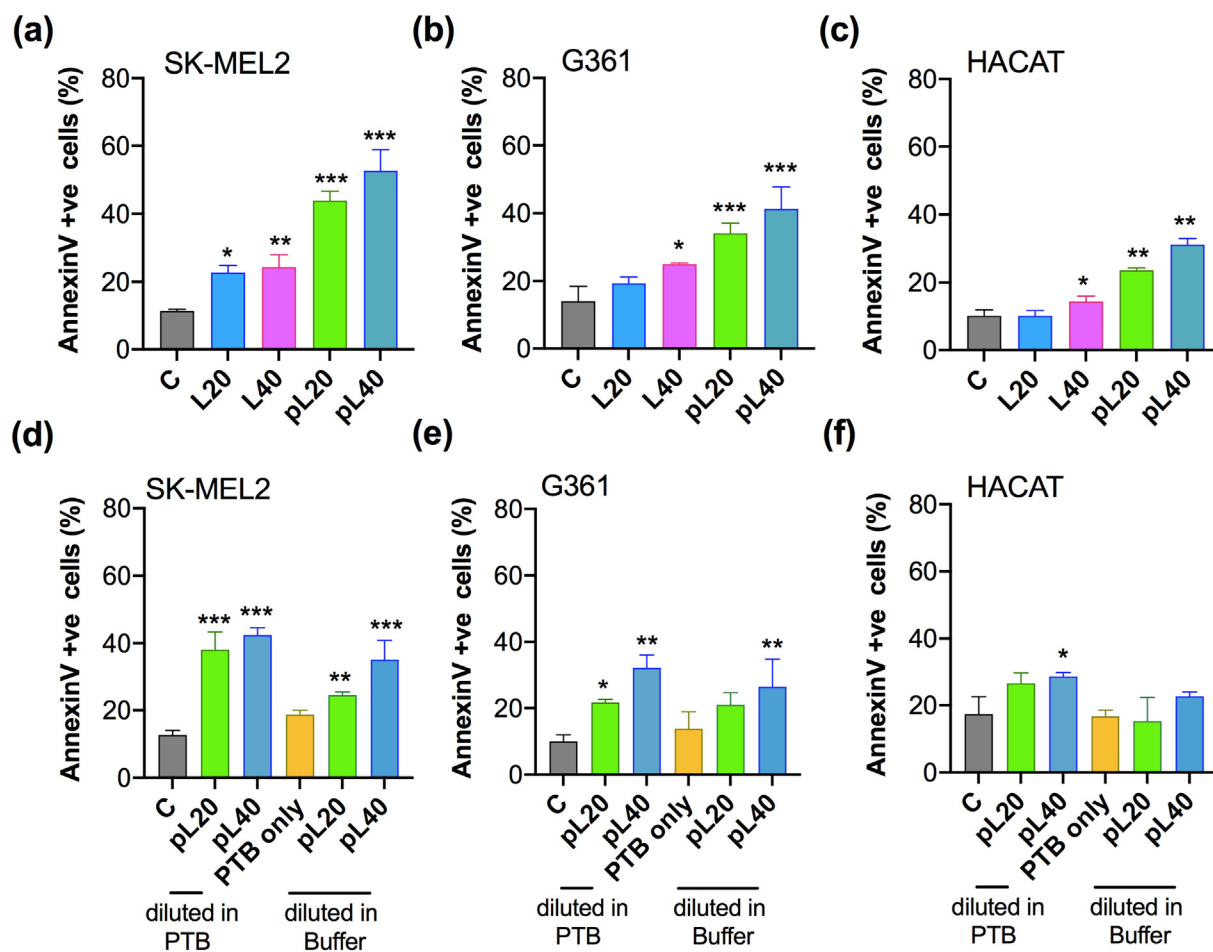 (a)
SK-MEL2
AnnexinV +ve cells (%)
80
60
40
20
0
*
**
***
***
C
L20
L40
pL20
pL40
(b)
G361
AnnexinV +ve cells (%)
80
60
40
20
0
*
***
***
C
L20
L40
pL20
pL40
(c)
HACAT
AnnexinV +ve cells (%)
80
60
40
20
0
*
**
**
C
L20
L40
pL20
pL40
(d)
SK-MEL2
AnnexinV +ve cells (%)
80
60
40
20
0
***
***
**
***
C
pL20
pL40
PTB only
pL20
pL40
diluted in
PTB
diluted in
Buffer
(e)
G361
AnnexinV +ve cells (%)
80
60
40
20
0
*
**
**
C
pL20
pL40
PTB only
pL20
pL40
diluted in
PTB
diluted in
Buffer
(f)
HACAT
AnnexinV +ve cells (%)
80
60
40
20
0
*
C
pL20
pL40
PTB only
pL20
pL40
diluted in
PTB
diluted in
Buffer